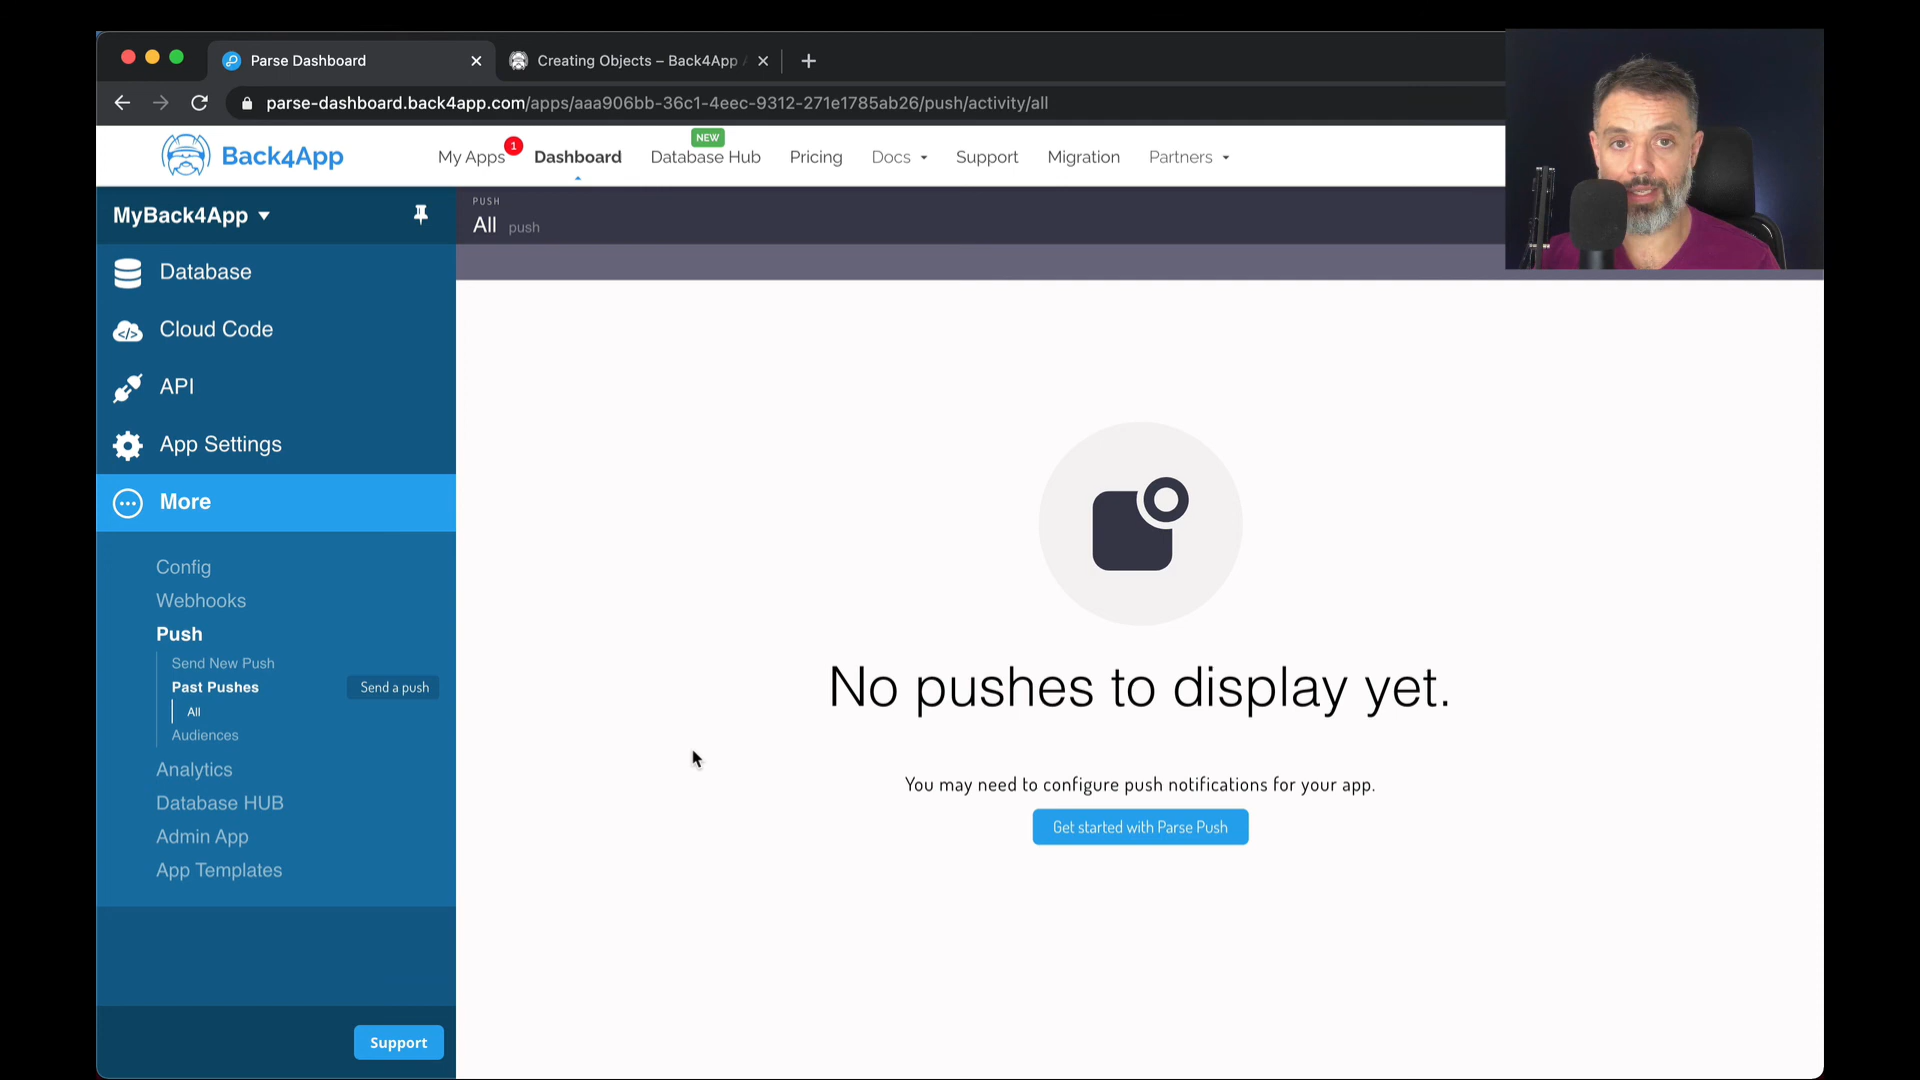 Parse Dashboard
Creating Objects – Back4App
parse-dashboard.back4app.com/apps/aaa906bb-36c1-4eec-9312-271e1785ab26/push/activity/all
Back4App
My Apps
1
Dashboard
NEW
Database Hub
Pricing
Docs
Support
Migration
Partners
MyBack4App
Database
Cloud Code
API
App Settings
More
Config
Webhooks
Push
Send New Push
Past Pushes
Send a push
All
Audiences
Analytics
Database HUB
Admin App
App Templates
Support
PUSH
All push
No pushes to display yet.
You may need to configure push notifications for your app.
Get started with Parse Push